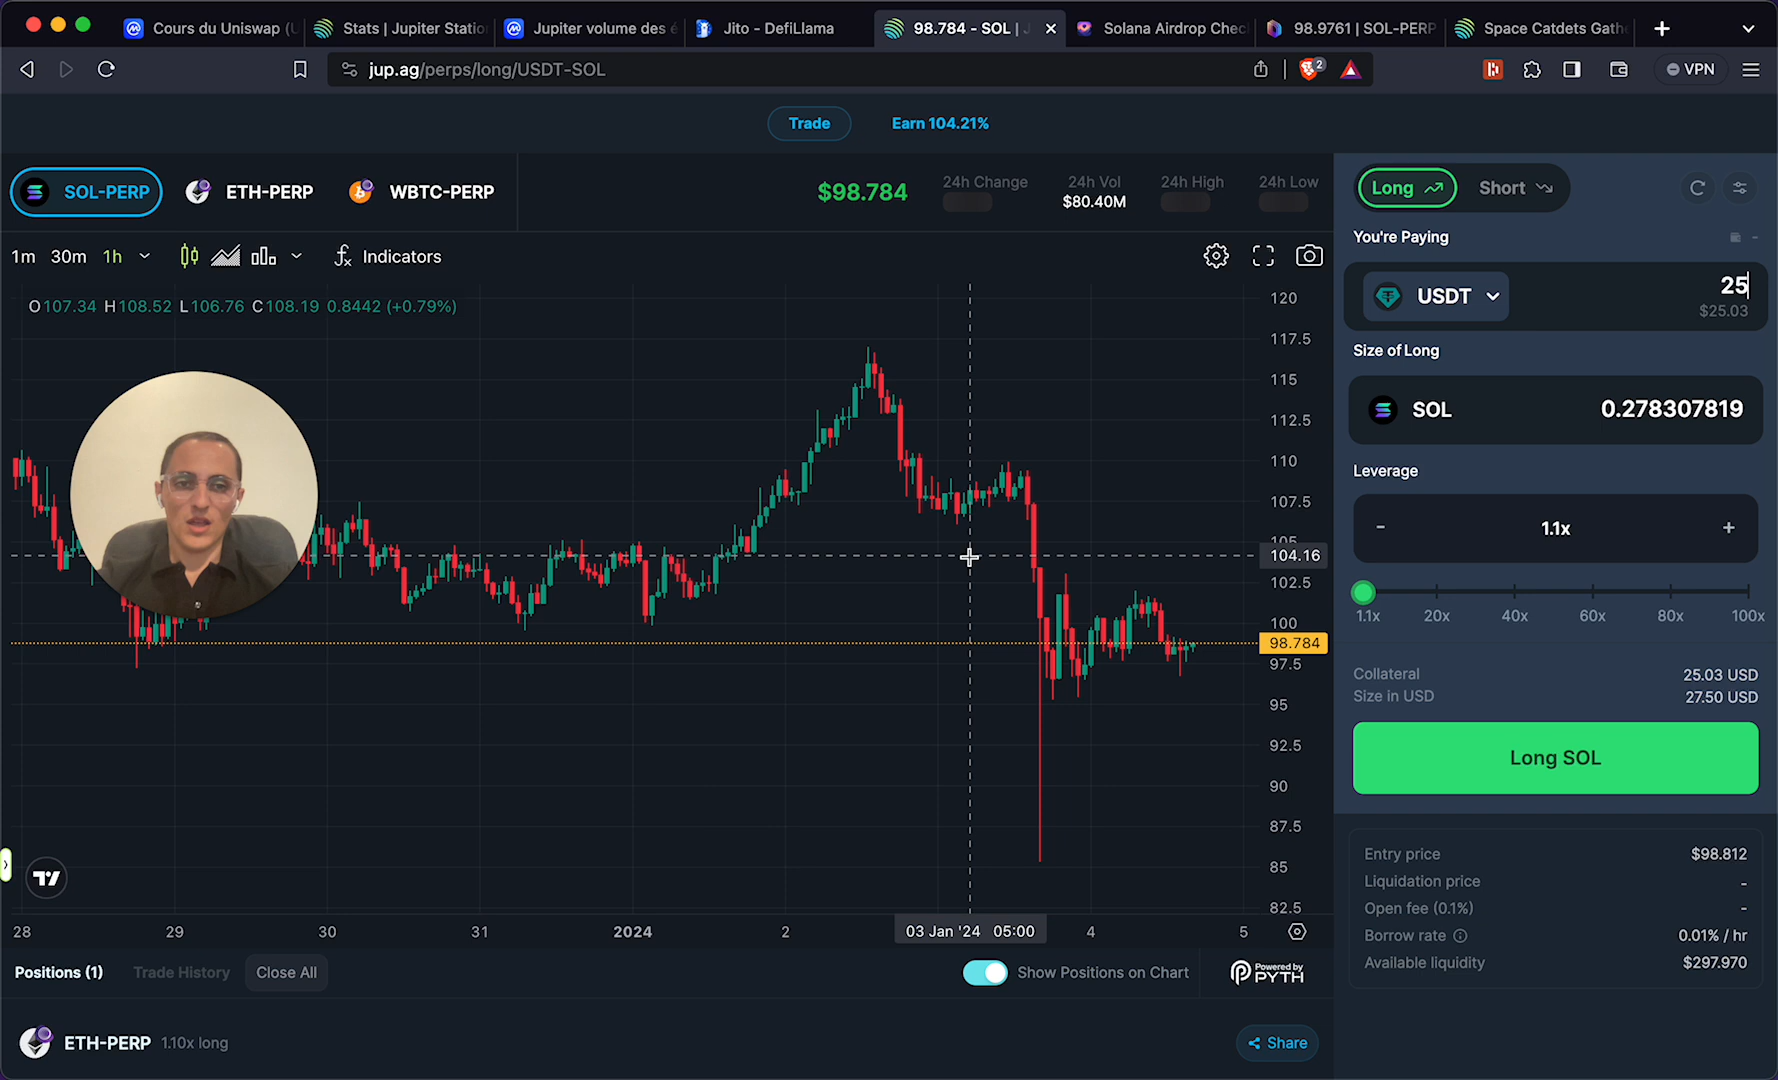 Cours du Uniswap (U
Stats | Jupiter Statio
Jupiter volume des é
Jito - DefiLlama
98.784 - SOL | J
Solana Airdrop Chec
98.9761 | SOL-PERP
Space Catdets Gath
jup.ag/perps/long/USDT-SOL
2
VPN
Trade
Earn 104.21%
SOL-PERP
ETH-PERP
WBTC-PERP
$98.784
24h Change
24h Vol
$80.40M
24h High
24h Low
1m 30m 1h
Indicators
O107.34 H108.52 L106.76 C108.19 0.8442 (+0.79%)
120
117.5
115
112.5
110
107.5
105
104.16
102.5
100
98.784
97.5
95
92.5
90
87.5
85
82.5
28 29 30 31 2024 2 03 Jan '24 05:00 4 5
Positions (1)
Trade History
Close All
Show Positions on Chart
Powered by
PYTH
ETH-PERP 1.10x long
Share
Long
Short
You're Paying
-
USDT
25
$25.03
Size of Long
SOL
0.278307819
Leverage
- 1.1x +
1.1x 20x 40x 60x 80x 100x
Collateral 25.03 USD
Size in USD 27.50 USD
Long SOL
Entry price $98.812
Liquidation price -
Open fee (0.1%) -
Borrow rate 0.01% / hr
Available liquidity $297.970